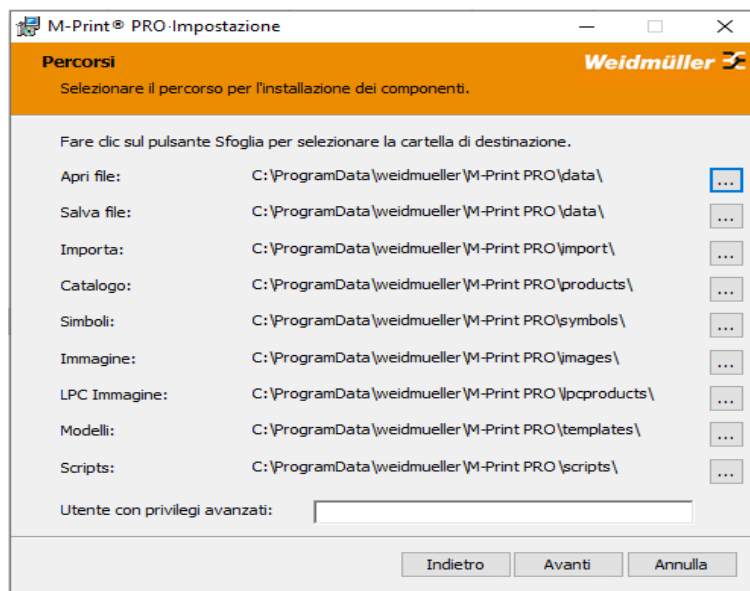 M-Print® PRO·Impostazione
Percorsi
Weidmüller
Selezionare il percorso per l'installazione dei componenti.
Fare clic sul pulsante Sfoglia per selezionare la cartella di destinazione.
Apri file: C:\ProgramData\weidmueller\M-Print PRO\data\ ...
Salva file: C:\ProgramData\weidmueller\M-Print PRO\data\ ...
Importa: C:\ProgramData\weidmueller\M-Print PRO\import\ ...
Catalogo: C:\ProgramData\weidmueller\M-Print PRO\products\ ...
Simboli: C:\ProgramData\weidmueller\M-Print PRO\symbols\ ...
Immagine: C:\ProgramData\weidmueller\M-Print PRO\images\ ...
LPC Immagine: C:\ProgramData\weidmueller\M-Print PRO\lpcproducts\ ...
Modelli: C:\ProgramData\weidmueller\M-Print PRO\templates\ ...
Scripts: C:\ProgramData\weidmueller\M-Print PRO\scripts\ ...
Utente con privilegi avanzati:
Indietro Avanti Annulla